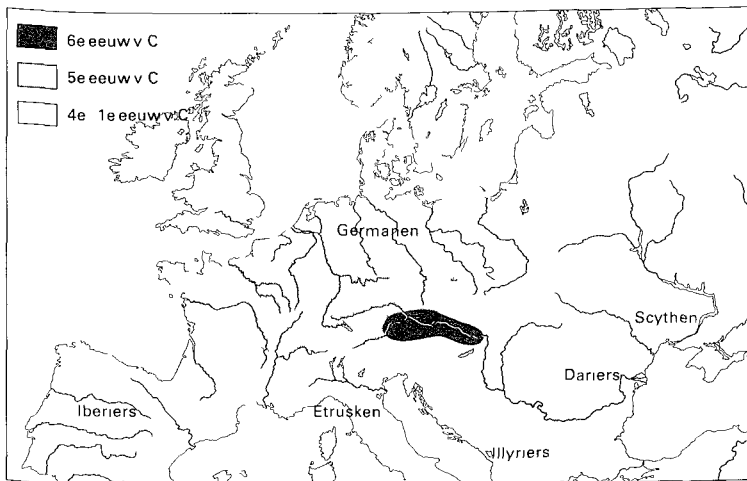 6e eeuw v C
5e eeuw v C
4e 1e eeuw v C
Germanen
Scythen
Dariers
Iberiers
Etrusken
Illyriers